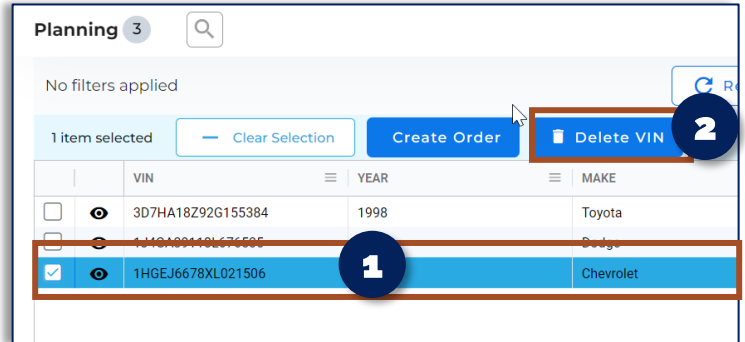 Planning 3
No filters applied
1 item selected — Clear Selection Create Order Delete VIN 2
VIN YEAR MAKE
3D7HA18Z92G155384 1998 Toyota
Dodge
1
1HGEJ6678XL021506 Chevrolet